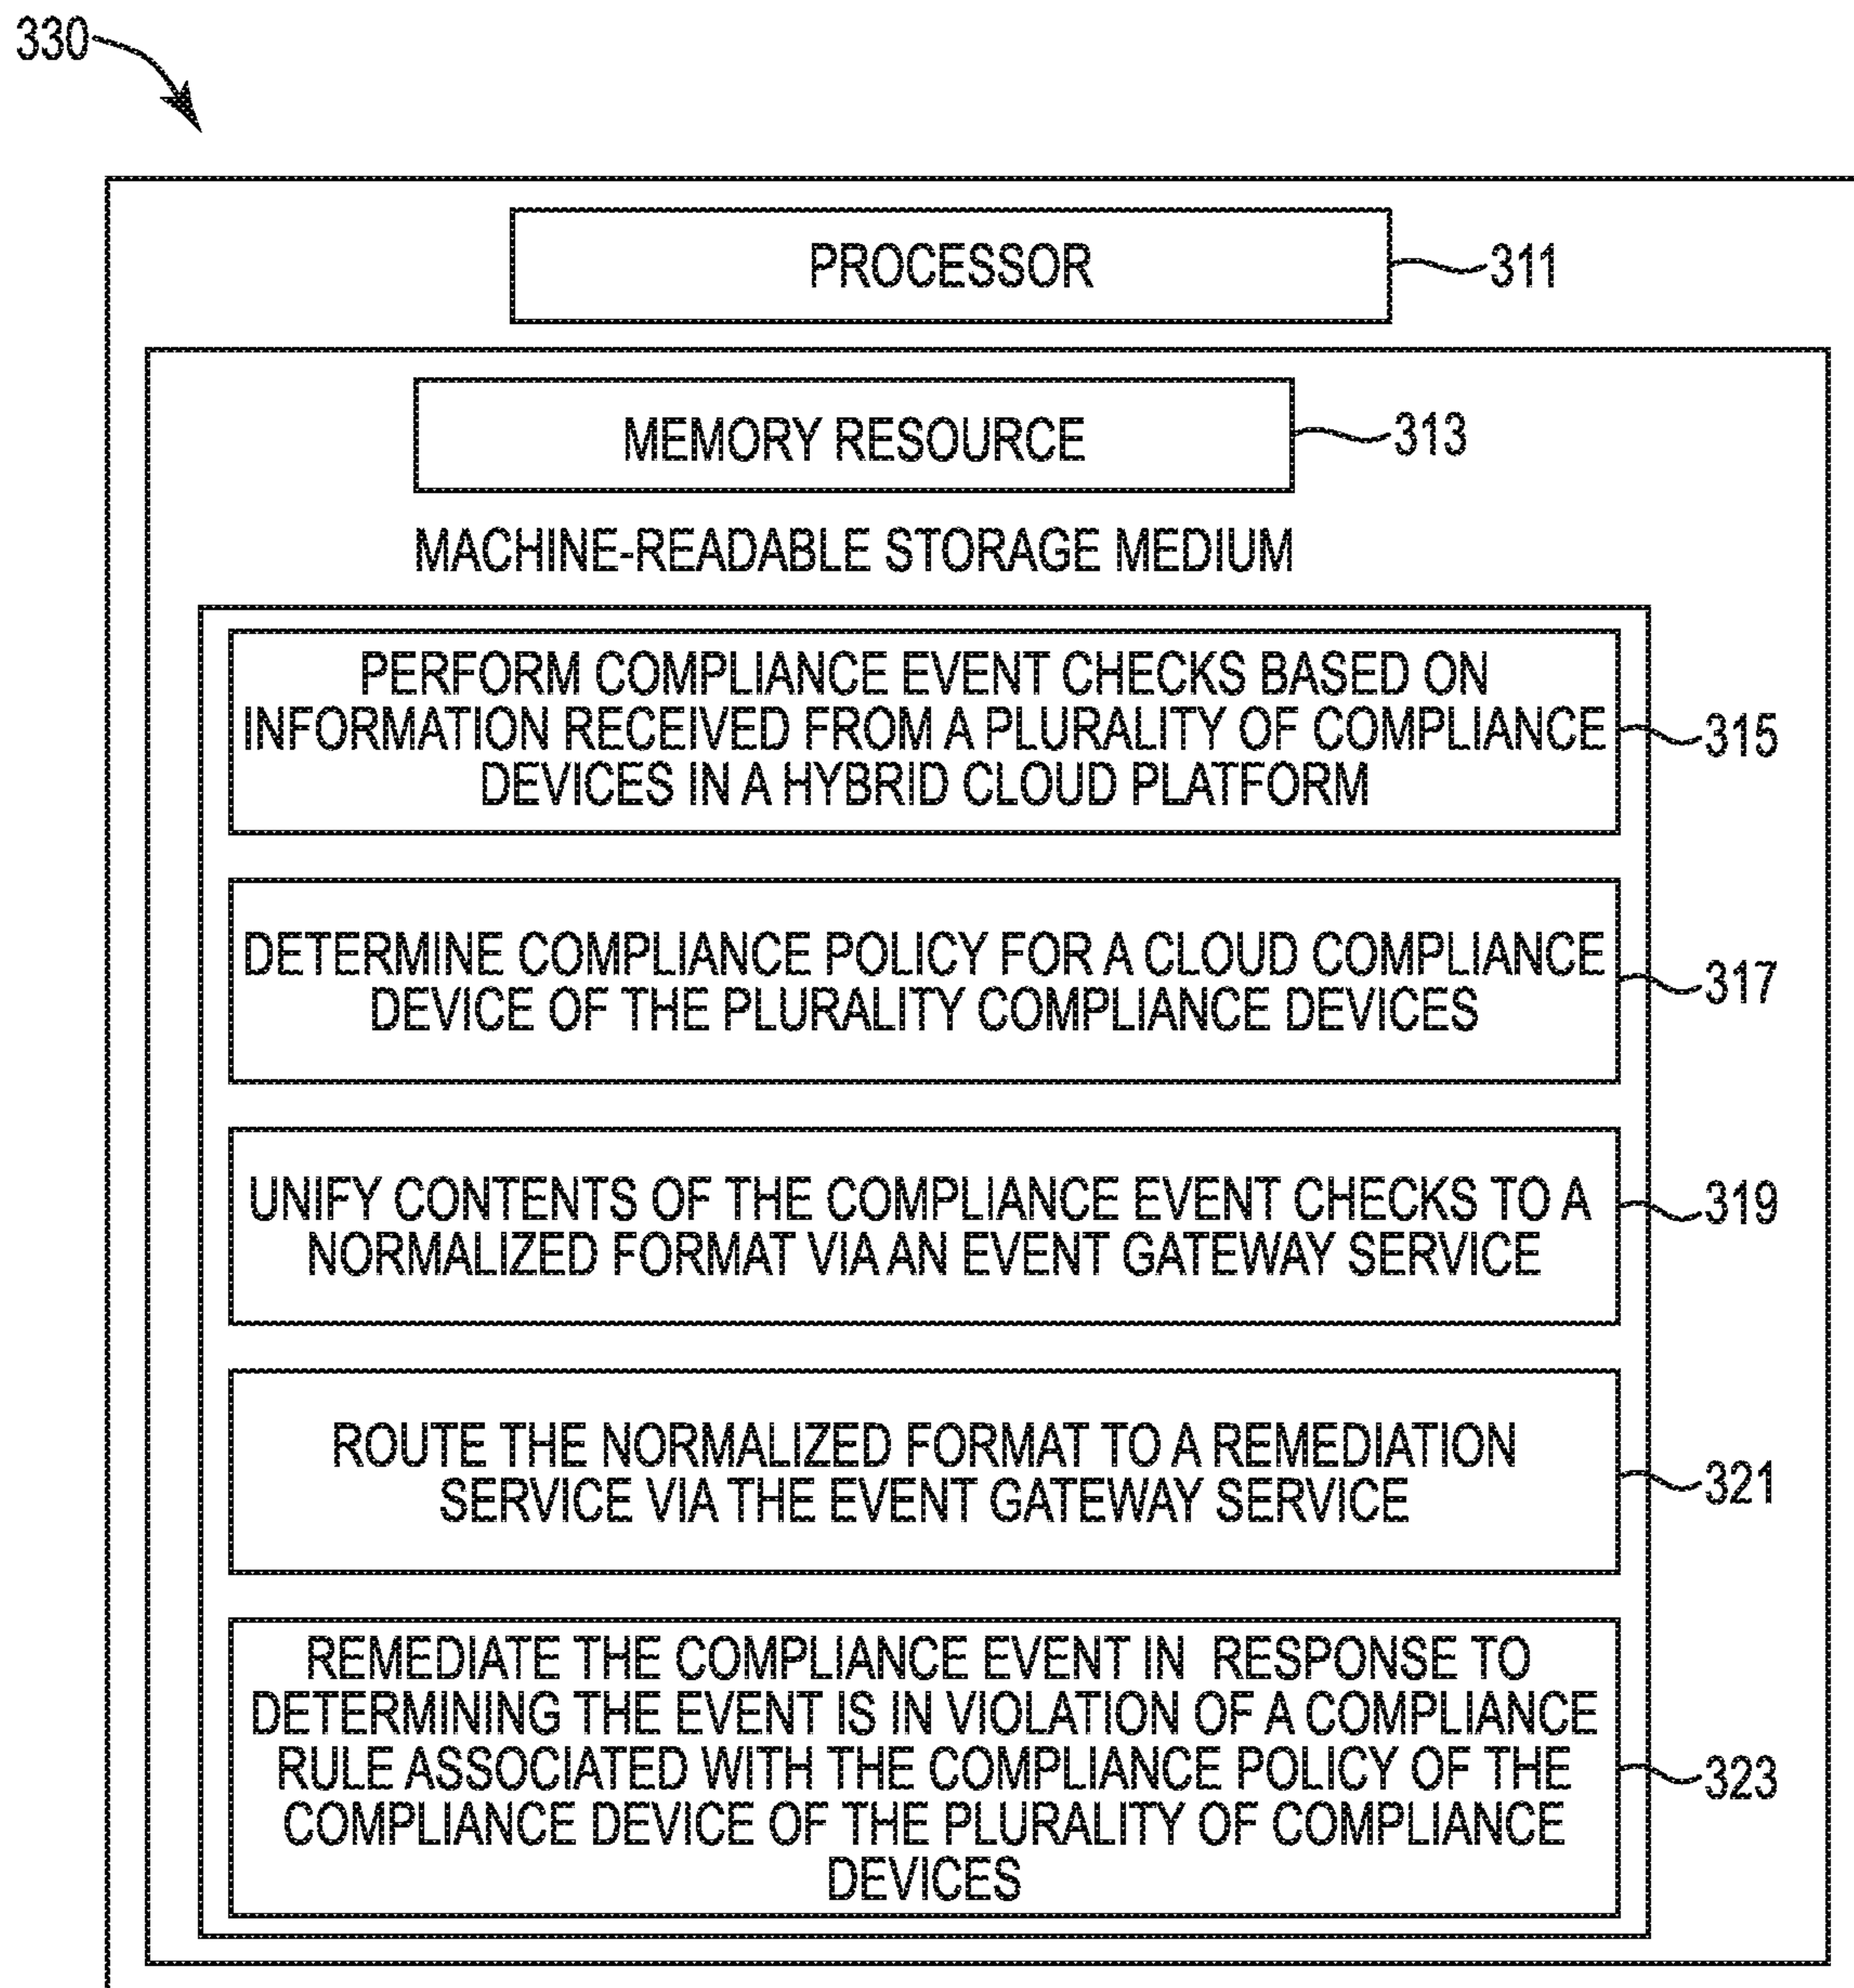 330
PROCESSOR
311
MEMORY RESOURCE
313
MACHINE-READABLE STORAGE MEDIUM
PERFORM COMPLIANCE EVENT CHECKS BASED ON
INFORMATION RECEIVED FROM A PLURALITY OF COMPLIANCE
DEVICES IN A HYBRID CLOUD PLATFORM
315
DETERMINE COMPLIANCE POLICY FOR A CLOUD COMPLIANCE
DEVICE OF THE PLURALITY COMPLIANCE DEVICES
317
UNIFY CONTENTS OF THE COMPLIANCE EVENT CHECKS TO A
NORMALIZED FORMAT VIA AN EVENT GATEWAY SERVICE
319
ROUTE THE NORMALIZED FORMAT TO A REMEDIATION
SERVICE VIA THE EVENT GATEWAY SERVICE
321
REMEDIATE THE COMPLIANCE EVENT IN RESPONSE TO
DETERMINING THE EVENT IS IN VIOLATION OF A COMPLIANCE
RULE ASSOCIATED WITH THE COMPLIANCE POLICY OF THE
COMPLIANCE DEVICE OF THE PLURALITY OF COMPLIANCE
DEVICES
323